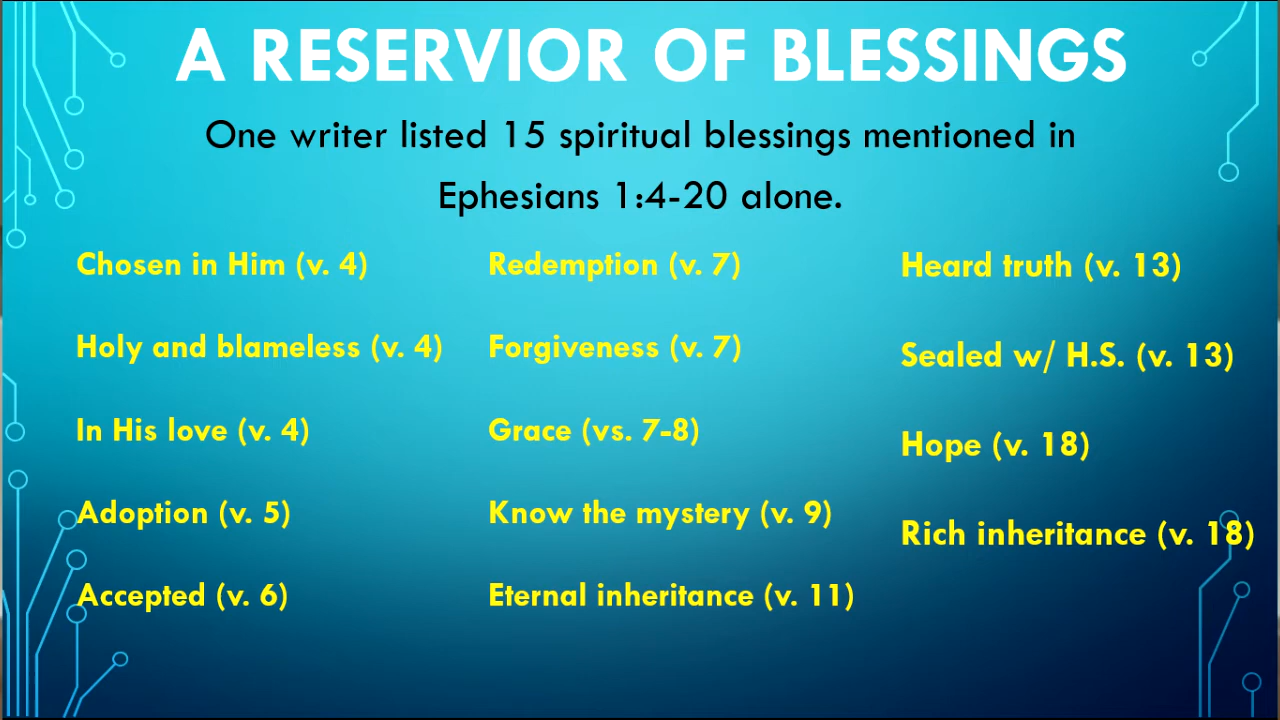 A RESERVIOR OF BLESSINGS
One writer listed 15 spiritual blessings mentioned in
Ephesians 1:4-20 alone.
Chosen in Him (v. 4)
Holy and blameless (v. 4)
In His love (v. 4)
Adoption (v. 5)
Accepted (v. 6)
Redemption (v. 7)
Forgiveness (v. 7)
Grace (vs. 7-8)
Know the mystery (v. 9)
Eternal inheritance (v. 11)
Heard truth (v. 13)
Sealed w/ H.S. (v. 13)
Hope (v. 18)
Rich inheritance (v. 18)